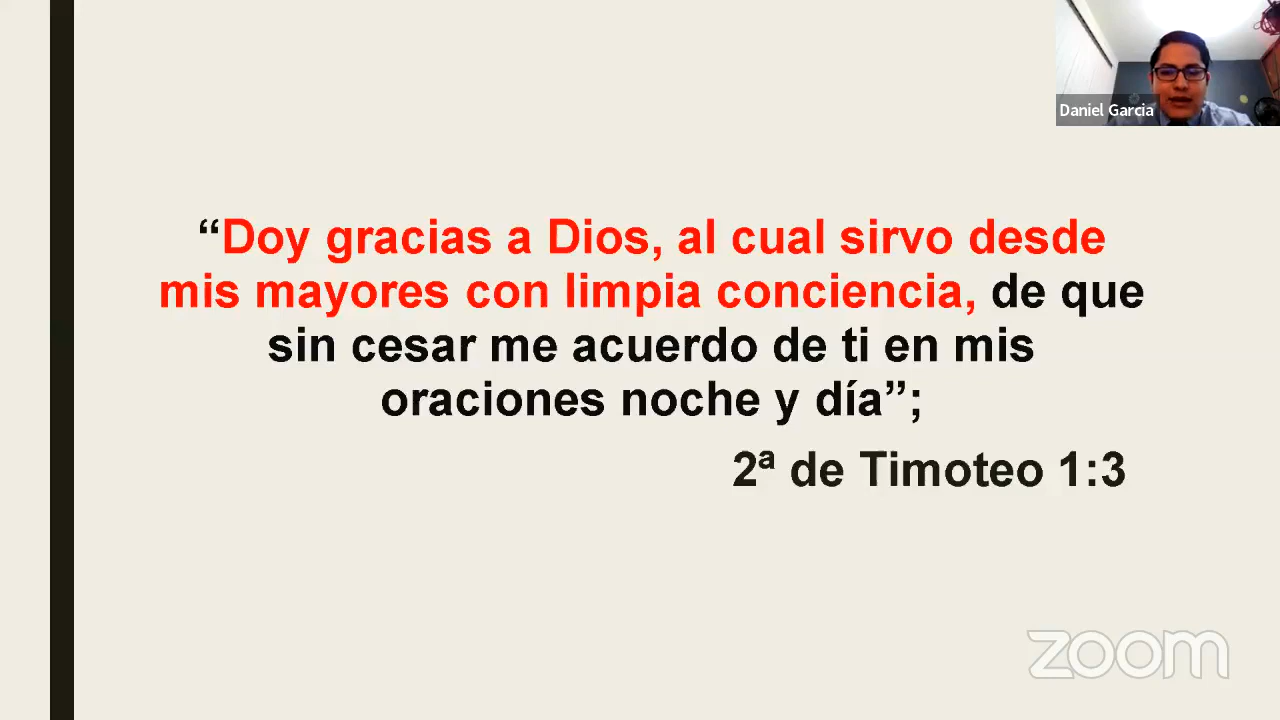 Daniel Garcia
“Doy gracias a Dios, al cual sirvo desde
mis mayores con limpia conciencia, de que
sin cesar me acuerdo de ti en mis
oraciones noche y día”;
2ª de Timoteo 1:3
zoom